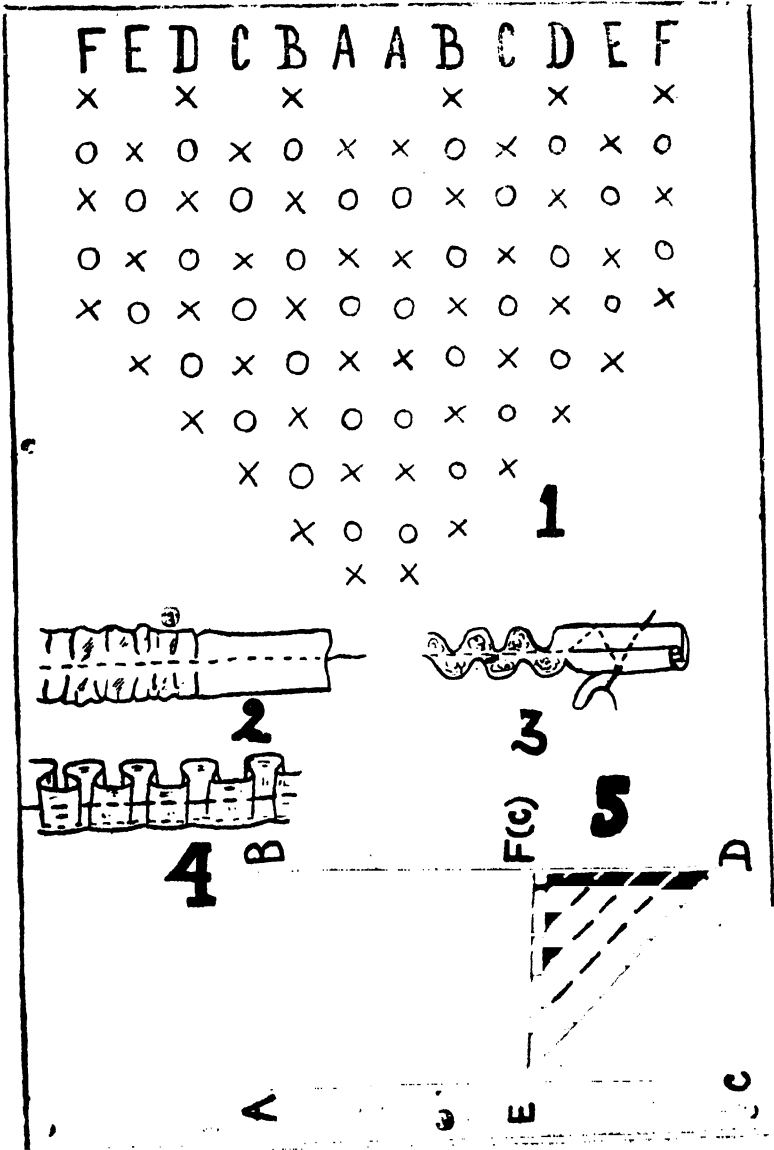 F E D C B A A B C D E F
x x x x x x
o x o x o x x o x o x o
x o x o x o o x o x o x
o x o x o x x o x o x o
x o x o x o o x o x o x
x o x o x x o x o x
x o x o o x o x
x o x x o x
x o o x
x x
1
2
3
4
5
B F(C) D
A E C